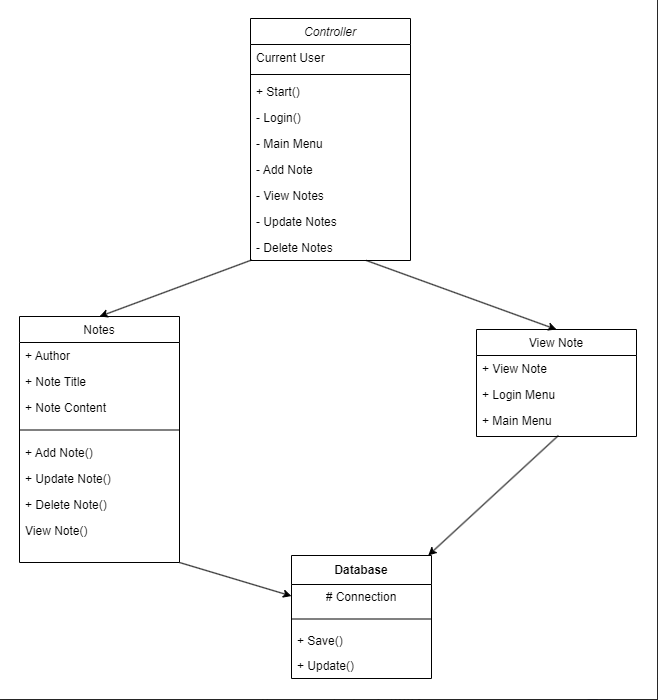 Controller
Current User
+ Start()
- Login()
- Main Menu
- Add Note
- View Notes
- Update Notes
- Delete Notes
Notes
+ Author
+ Note Title
+ Note Content
+ Add Note()
+ Update Note()
+ Delete Note()
View Note()
View Note
+ View Note
+ Login Menu
+ Main Menu
Database
# Connection
+ Save()
+ Update()